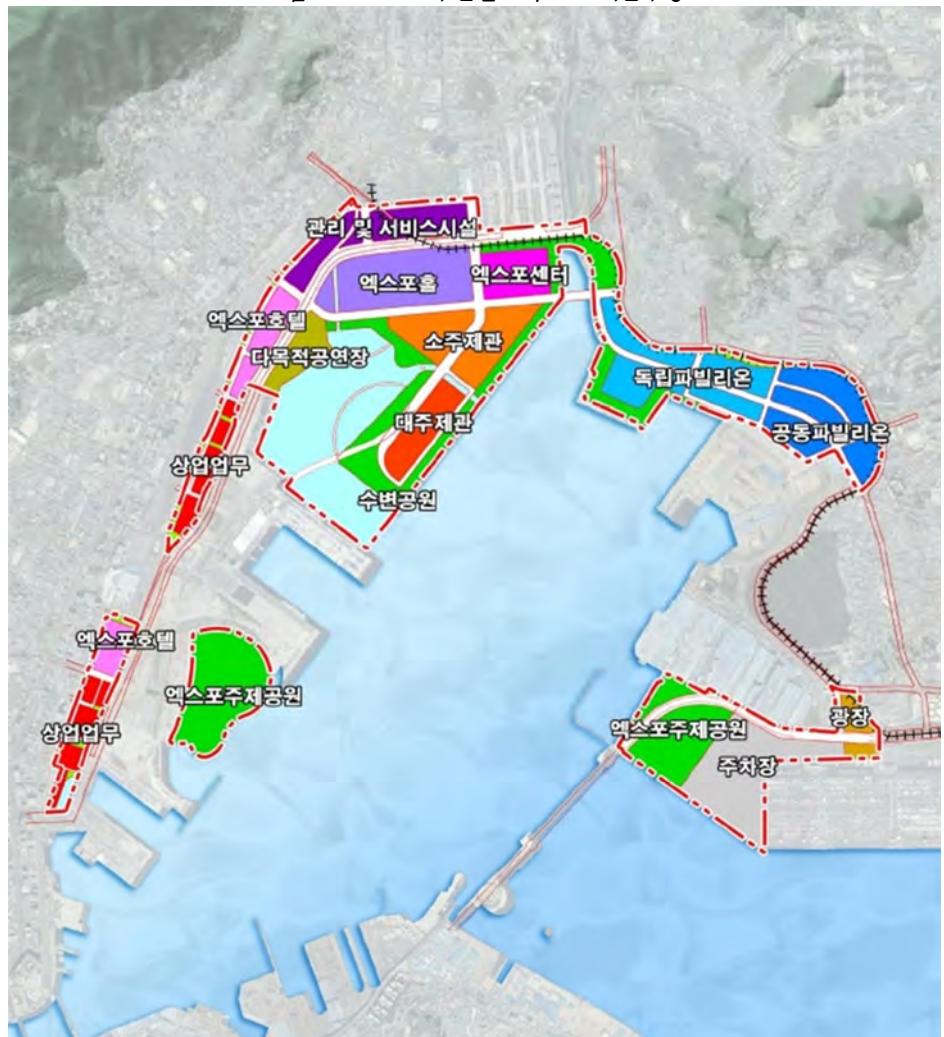 관리 및 서비스시설
엑스포홀
엑스포센터
엑스포호텔
다목적공연장
소주제관
독립파빌리온
대주제관
공동파빌리온
상업업무
수변공원
엑스포호텔
엑스포주제공원
상업업무
엑스포주제공원
광장
주차장